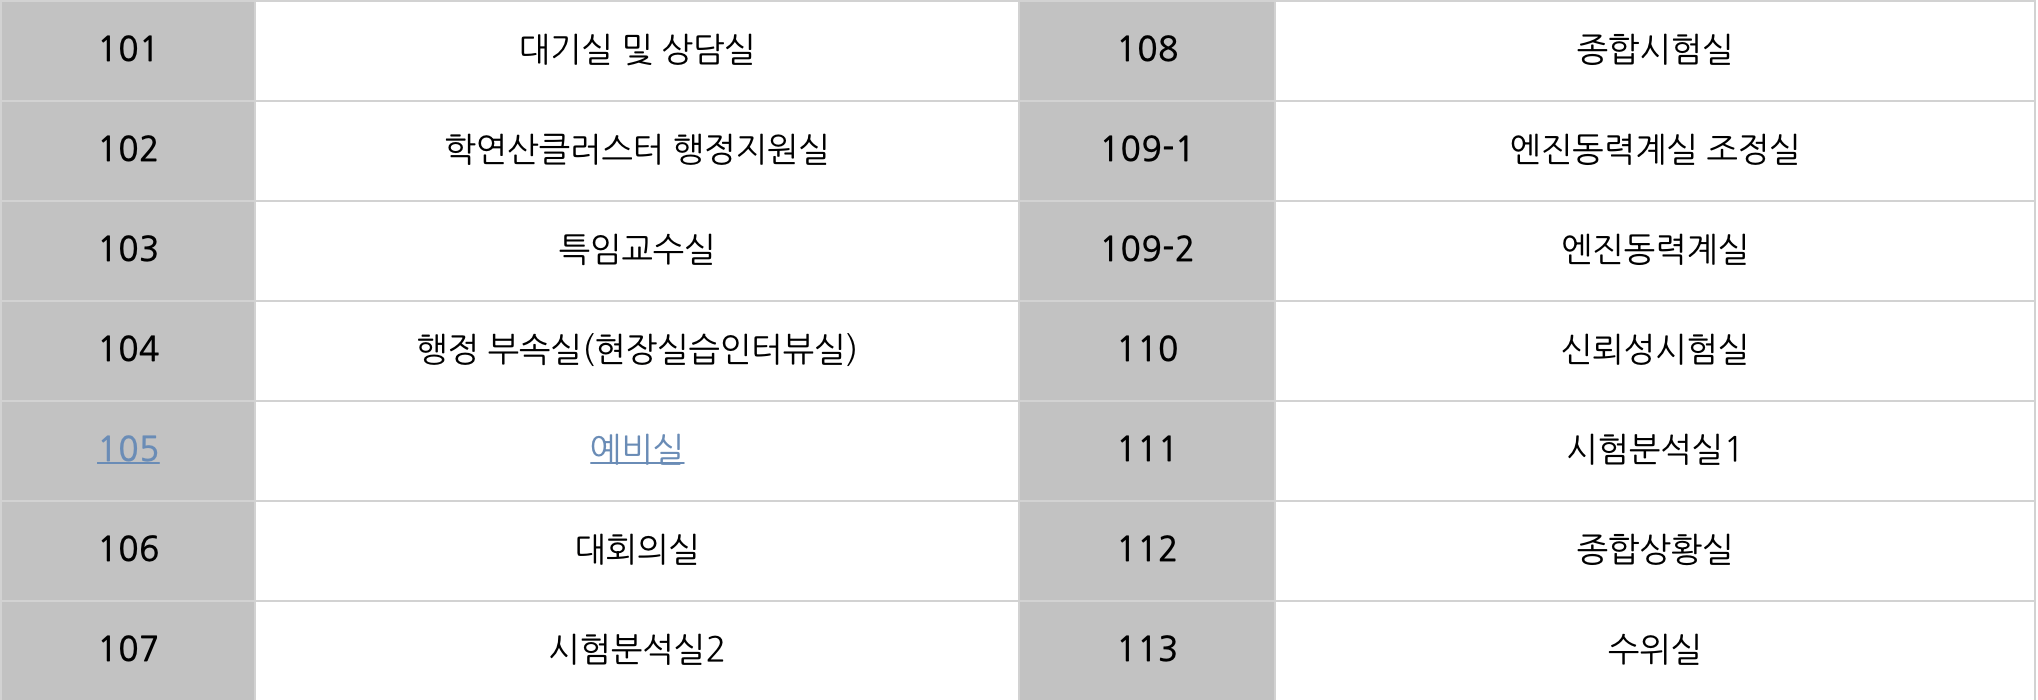 101 대기실 및 상담실 108 종합시험실
102 학연산클러스터 행정지원실 109-1 엔진동력계실 조정실
103 특임교수실 109-2 엔진동력계실
104 행정 부속실(현장실습인터뷰실) 110 신뢰성시험실
105 예비실 111 시험분석실1
106 대회의실 112 종합상황실
107 시험분석실2 113 수위실